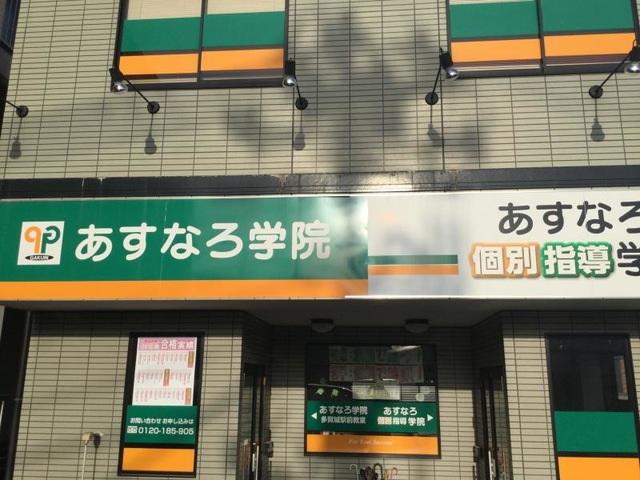 GAKUIN
あすなろ学院
あすなろ
個別指導学
合格実績
お問い合わせ お申し込みは
0120-185-905
あすなろ学院
多賀城駅前教室
あすなろ
個別指導学院
For Your Success!